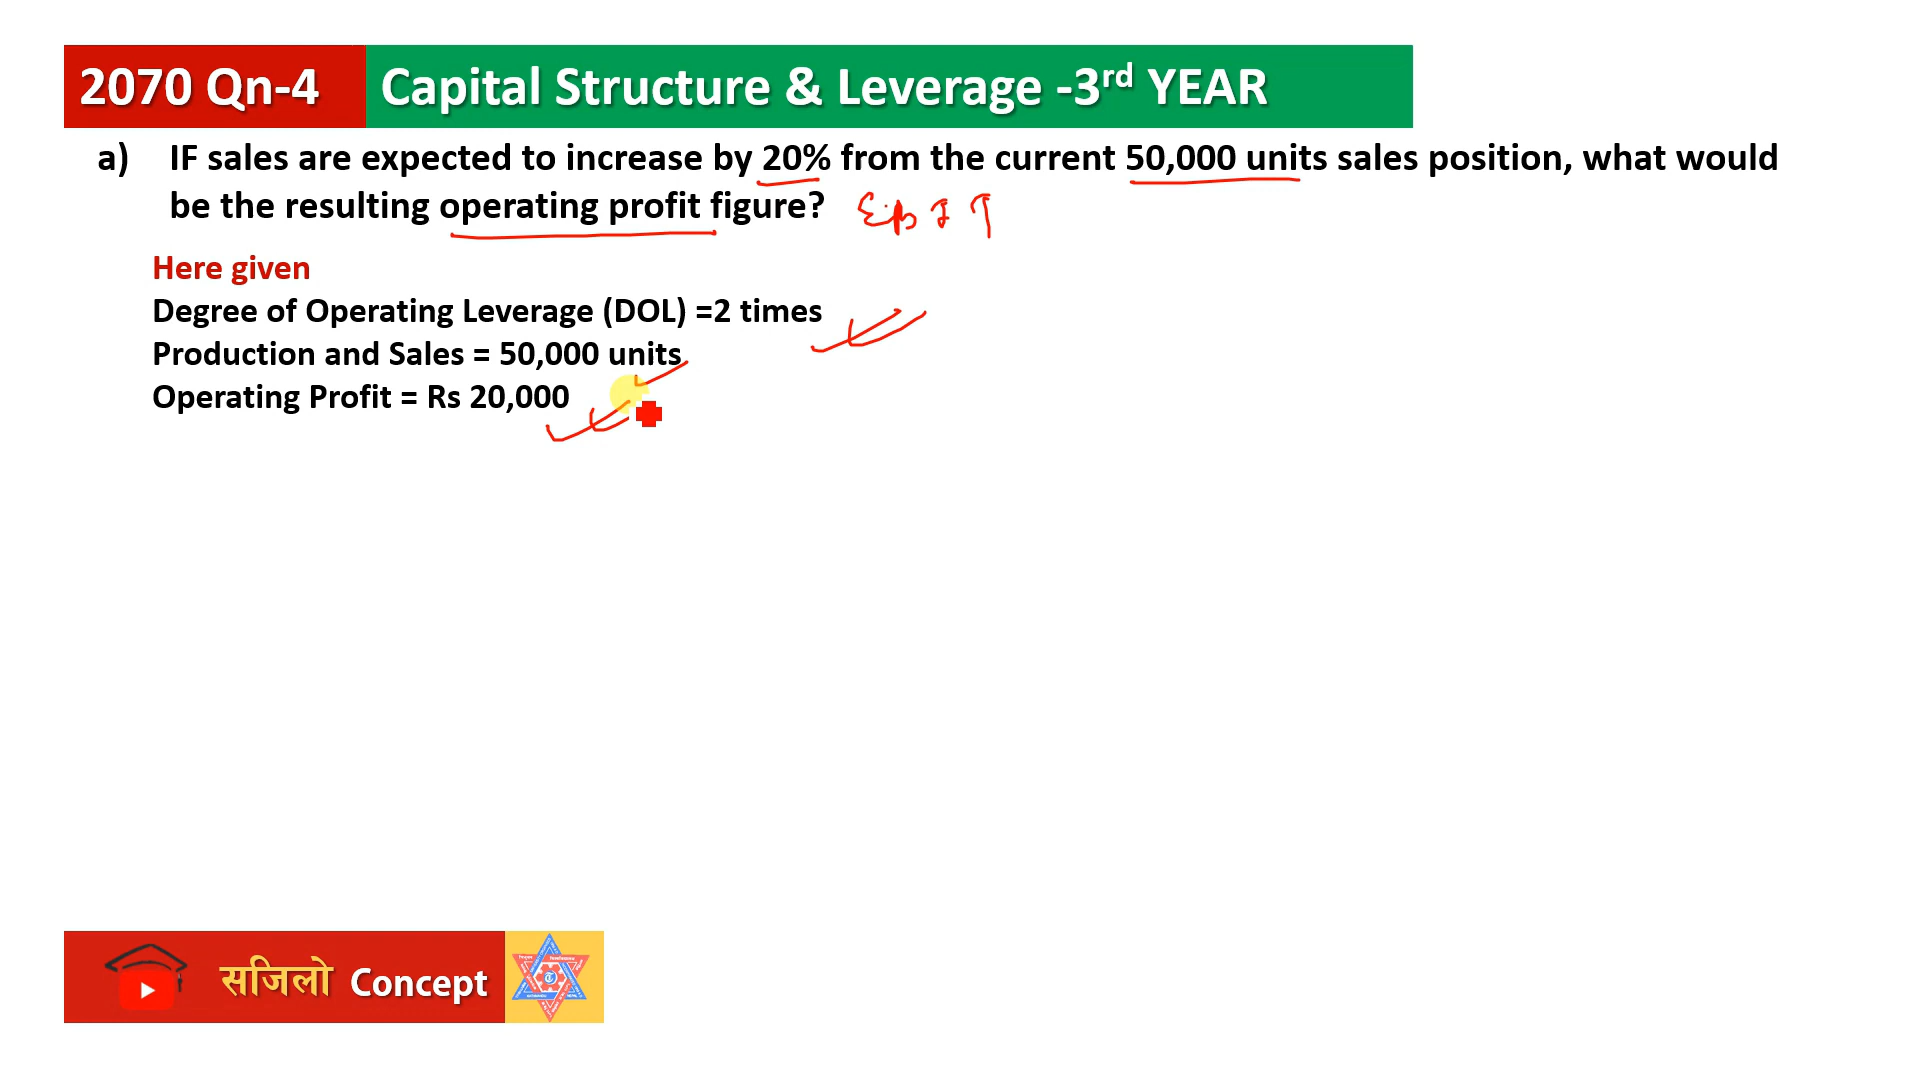 2070 Qn-4 Capital Structure & Leverage -3rd YEAR
a) IF sales are expected to increase by 20% from the current 50,000 units sales position, what would
be the resulting operating profit figure?
Here given
Degree of Operating Leverage (DOL) =2 times
Production and Sales = 50,000 units
Operating Profit = Rs 20,000
सजिलो Concept